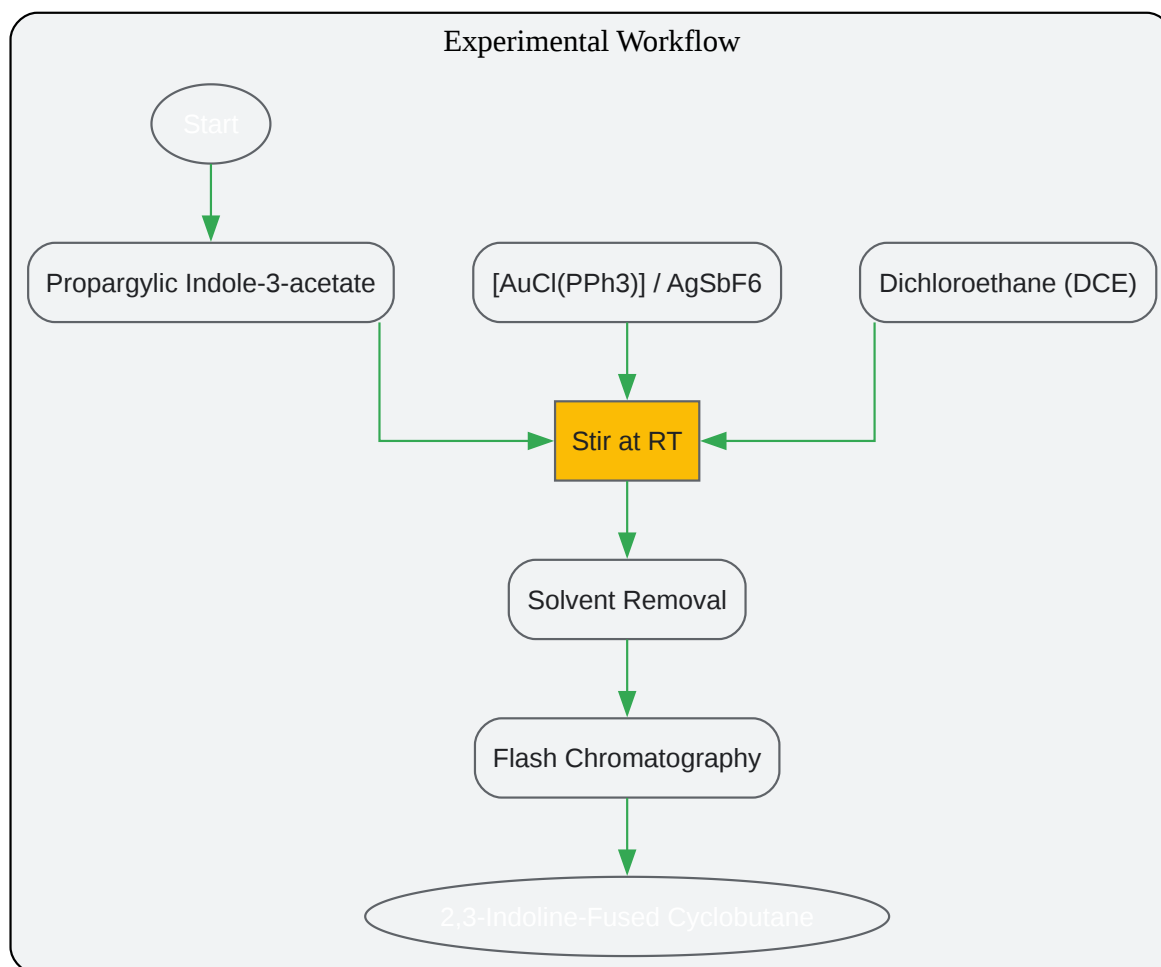 Experimental Workflow
Start
Propargylic Indole-3-acetate
[AuCl(PPh3)] / AgSbF6
Dichloroethane (DCE)
Stir at RT
Solvent Removal
Flash Chromatography
2,3-Indoline-Fused Cyclobutane